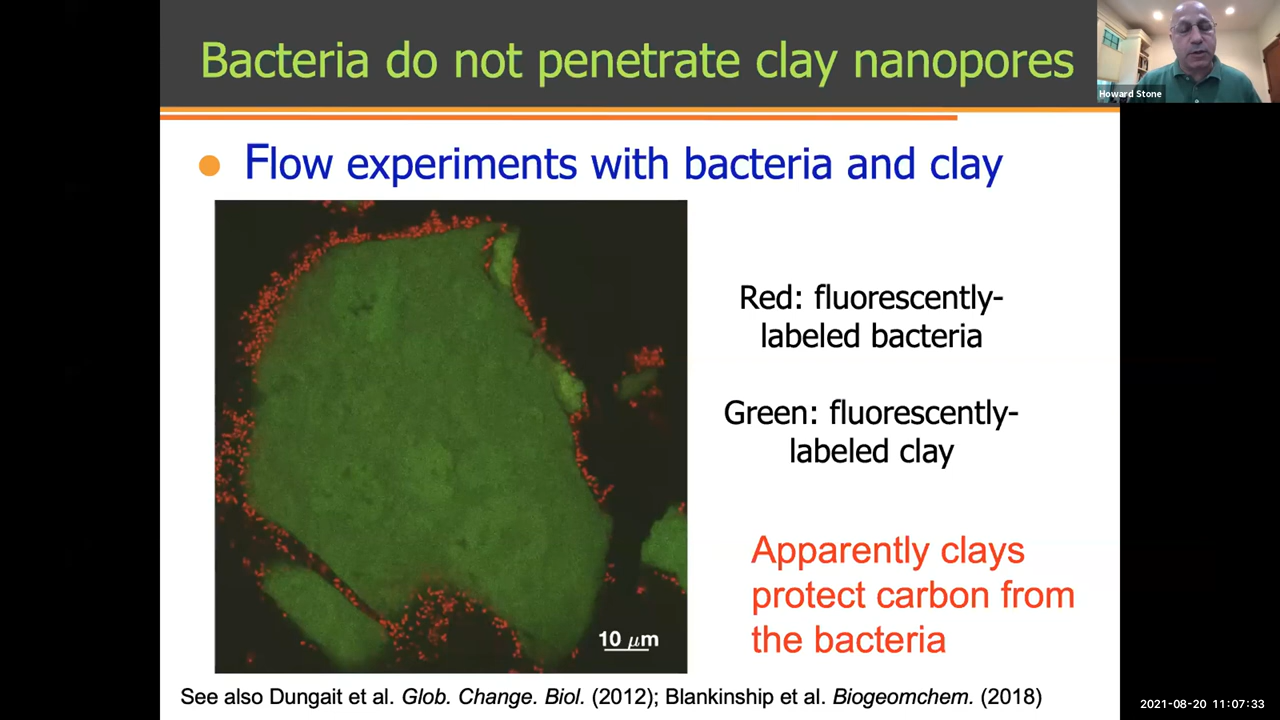 Bacteria do not penetrate clay nanopores
Howard Stone
Flow experiments with bacteria and clay
Red: fluorescently-
labeled bacteria
Green: fluorescently-
labeled clay
Apparently clays
protect carbon from
the bacteria
10 μm
See also Dungait et al. Glob. Change. Biol. (2012); Blankinship et al. Biogeomchem. (2018)
2021-08-20 11:07:33